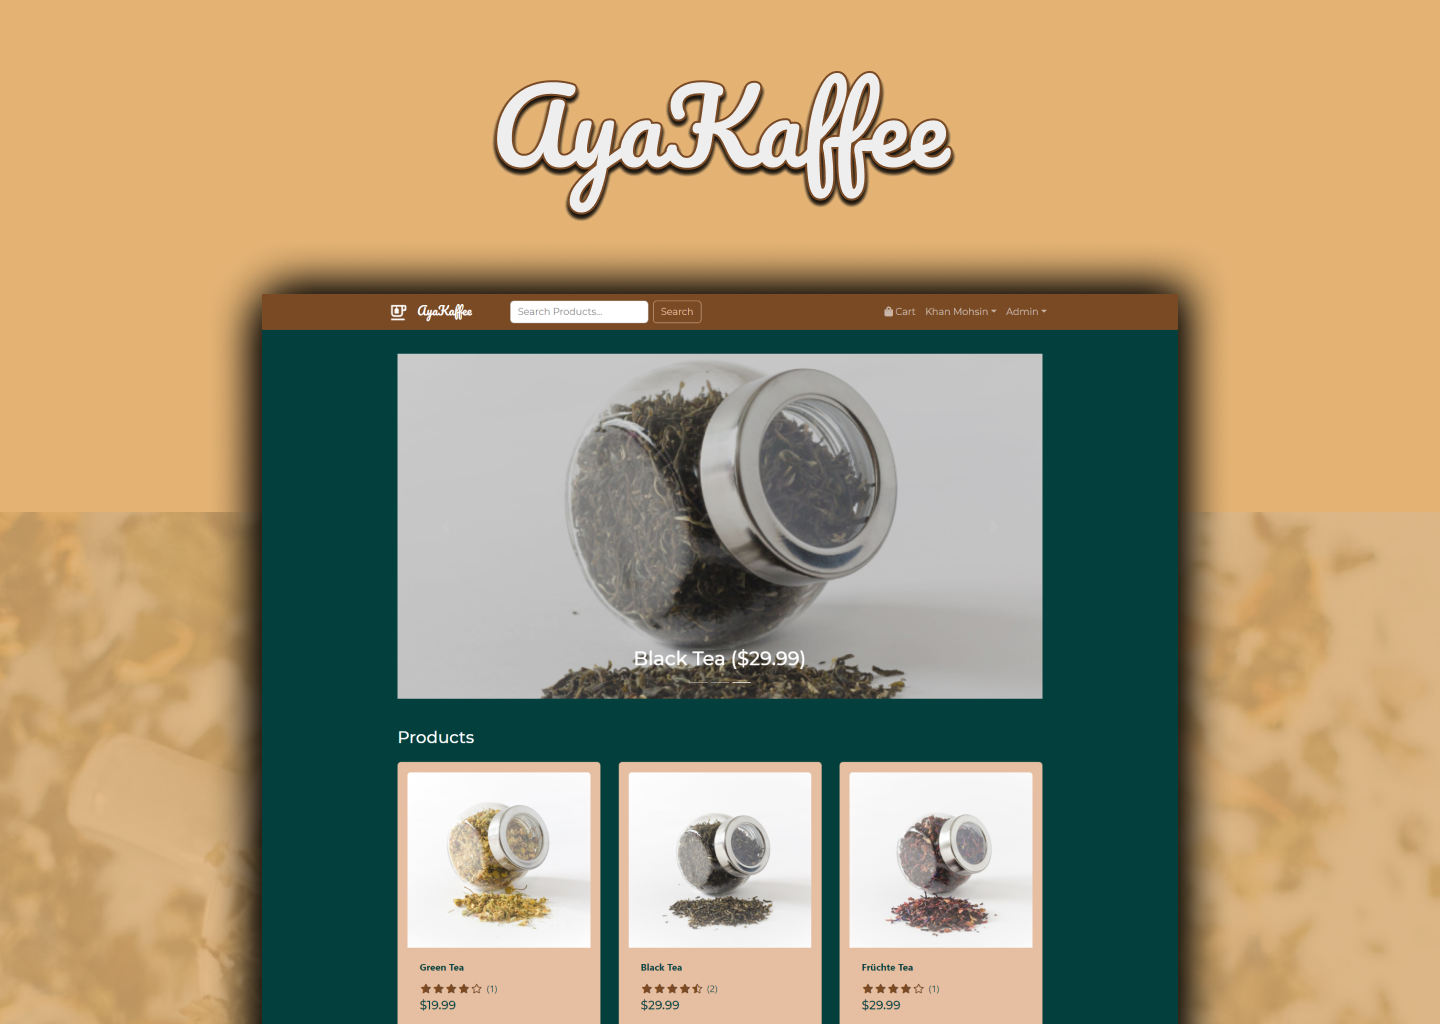 AyaKaffee
AyaKaffee
Search Products...
Search
Cart
Khan Mohsin
Admin
Black Tea ($29.99)
Products
Green Tea
(1)
$19.99
Black Tea
(2)
$29.99
Früchte Tea
(1)
$29.99